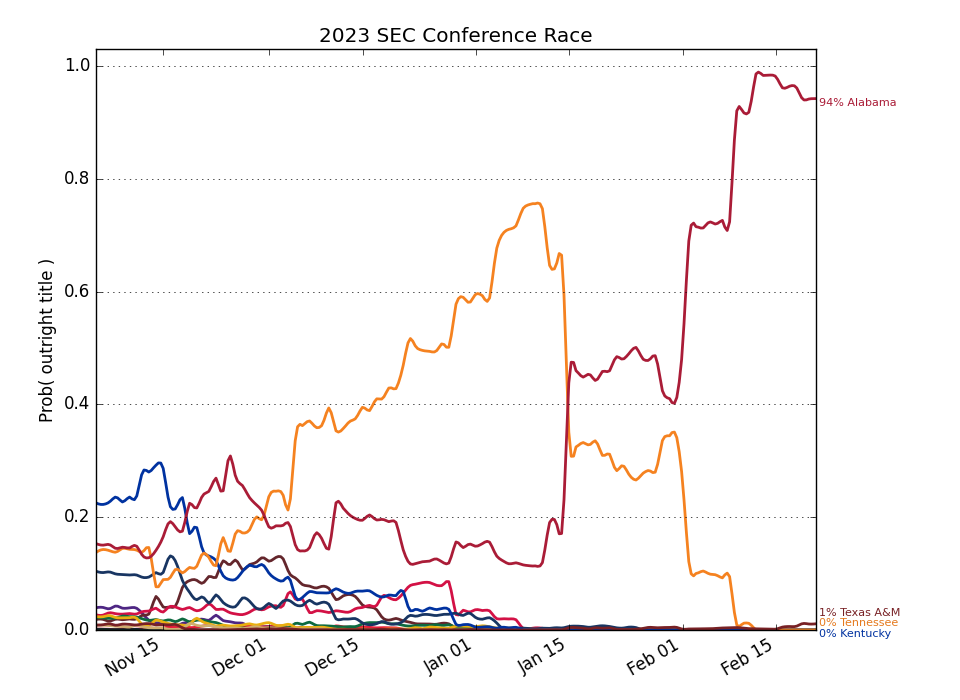 2023 SEC Conference Race
Prob( outright title )
1.0
0.8
0.6
0.4
0.2
0.0
Nov 15
Dec 01
Dec 15
Jan 01
Jan 15
Feb 01
Feb 15
94% Alabama
1% Texas A&M
0% Tennessee
0% Kentucky